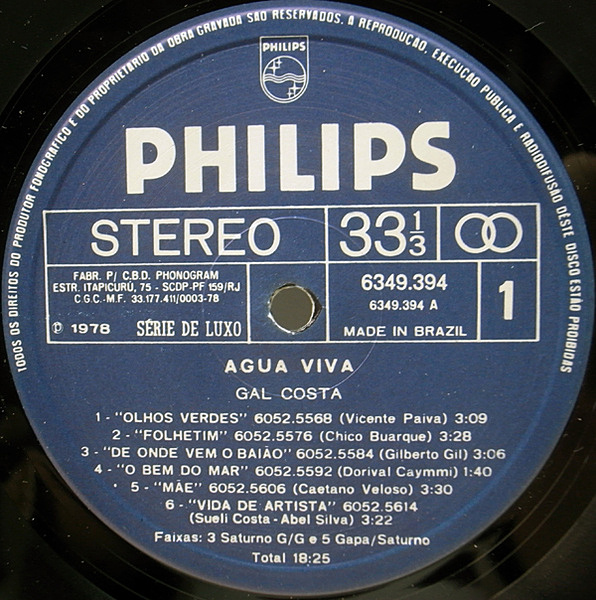 TODOS OS DIREITOS DO PRODUTOR FONOGRÁFICO E DO PROPRIETÁRIO DA OBRA GRAVADA SÃO RESERVADOS. A REPRODUÇÃO, EXECUÇÃO PUBLICA E RADIODIFUSÃO DÊSTE DISCO ESTÃO PROIBIDAS
PHILIPS
PHILIPS
STEREO
33 1/3
FABR. P/ C.B.D. PHONOGRAM
ESTR. ITAPICURÚ, 75 - SCDP-PF 159/RJ
C.G.C.-M.F. 33.177.411/0003-78
℗ 1978 SÉRIE DE LUXO
6349.394
6349.394 A
MADE IN BRAZIL
1
AGUA VIVA
GAL COSTA
1 - "OLHOS VERDES" 6052.5568 (Vicente Paiva) 3:09
2 - "FOLHETIM" 6052.5576 (Chico Buarque) 3:28
3 - "DE ONDE VEM O BAIÃO" 6052.5584 (Gilberto Gil) 3:06
4 - "O BEM DO MAR" 6052.5592 (Dorival Caymmi) 1:40
5 - "MÃE" 6052.5606 (Caetano Veloso) 3:30
6 - "VIDA DE ARTISTA" 6052.5614
(Sueli Costa - Abel Silva) 3:22
Faixas: 3 Saturno G/G e 5 Gapa/Saturno
Total 18:25